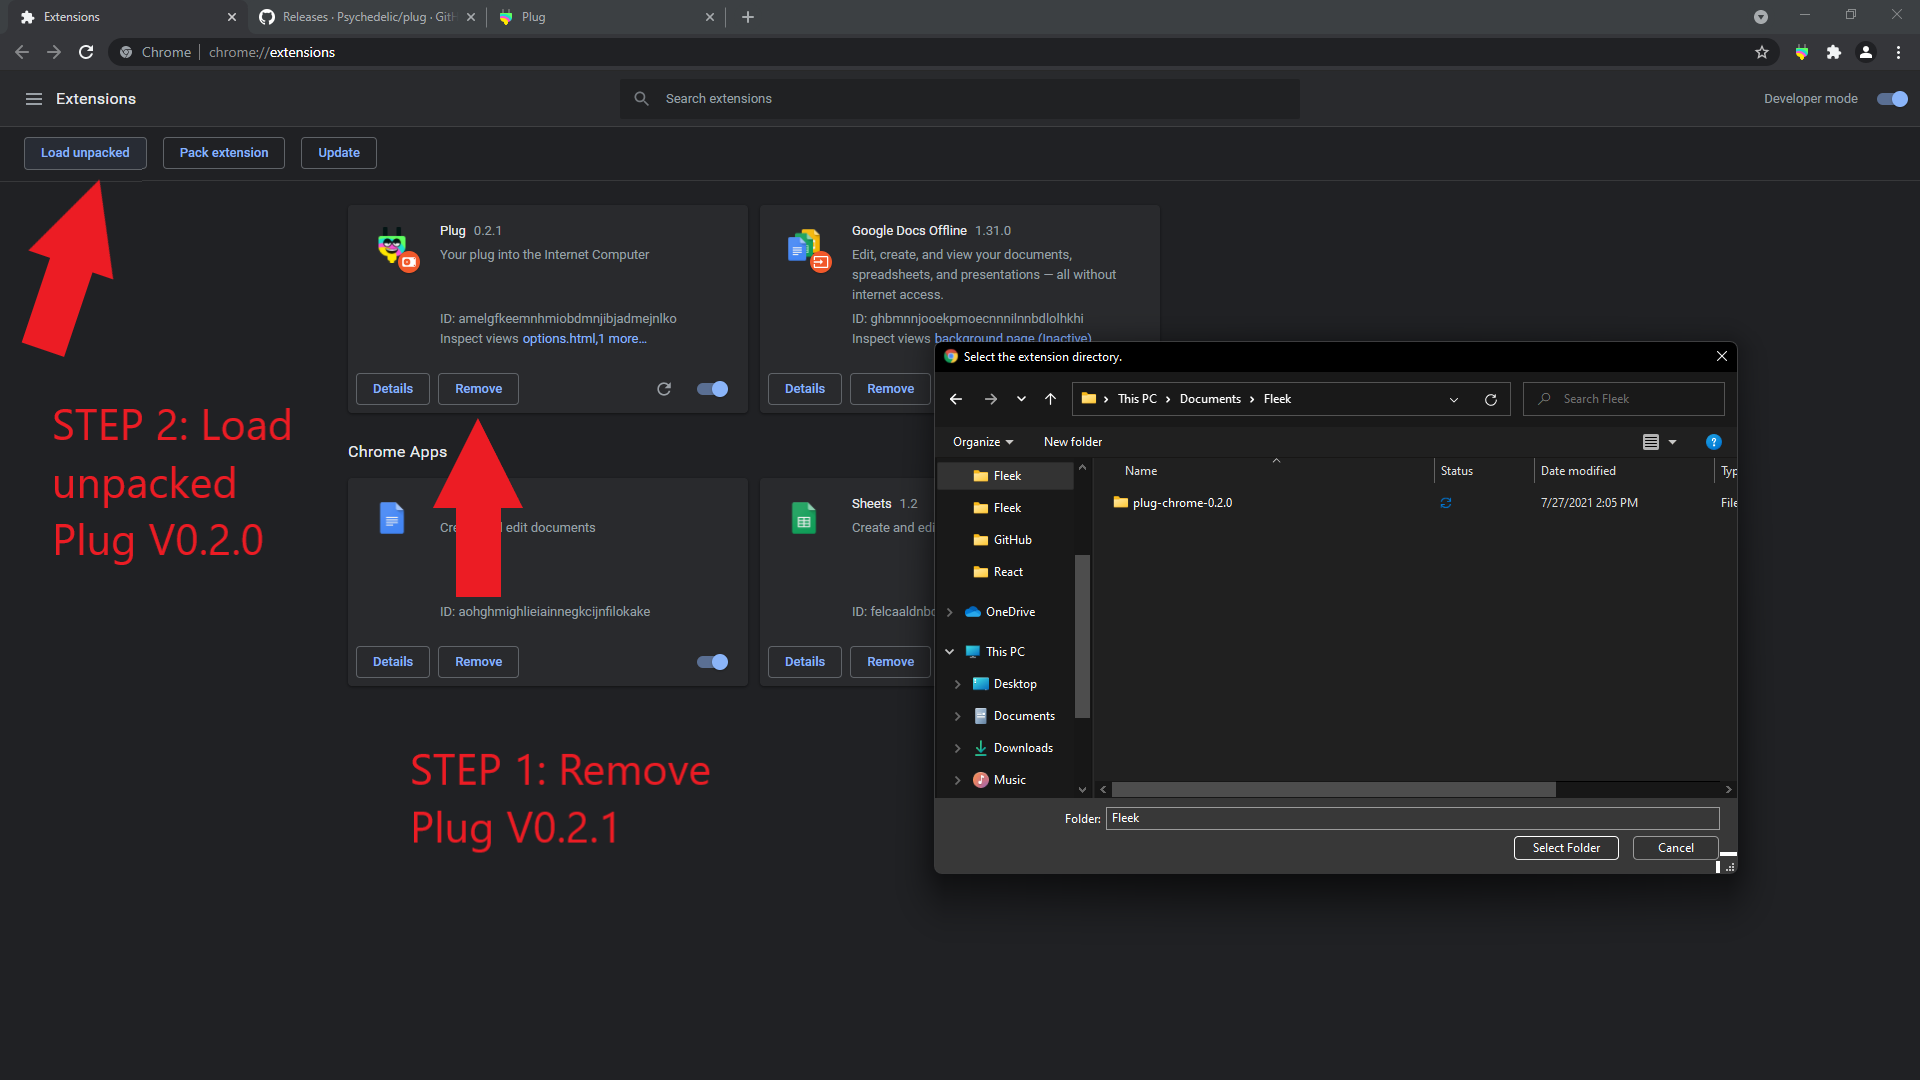 Extensions
Releases · Psychedelic/plug · GitH
Plug
Chrome
chrome://extensions
Extensions
Search extensions
Developer mode
Load unpacked
Pack extension
Update
Plug 0.2.1
Your plug into the Internet Computer
ID: amelgfkeemnhmiobdmnjibjadmejnlko
Inspect views options.html,1 more...
Details
Remove
Google Docs Offline 1.31.0
Edit, create, and view your documents,
spreadsheets, and presentations — all without
internet access.
ID: ghbmnnjooekpmoecnnnilnnbdlolhkhi
Inspect views background page (Inactive)
Details
Remove
STEP 2: Load
unpacked
Plug V0.2.0
Chrome Apps
edit documents
ID: aohghmighlieiainnegkcijnfilokake
Details
Remove
Sheets 1.2
Create and edi
ID: felcaaldnbc
Details
Remove
STEP 1: Remove
Plug V0.2.1
Select the extension directory.
This PC
Documents
Fleek
Search Fleek
Organize
New folder
Name
Status
Date modified
Typ
Fleek
Fleek
GitHub
React
OneDrive
This PC
Desktop
Documents
Downloads
Music
plug-chrome-0.2.0
7/27/2021 2:05 PM
File
Folder:
Fleek
Select Folder
Cancel